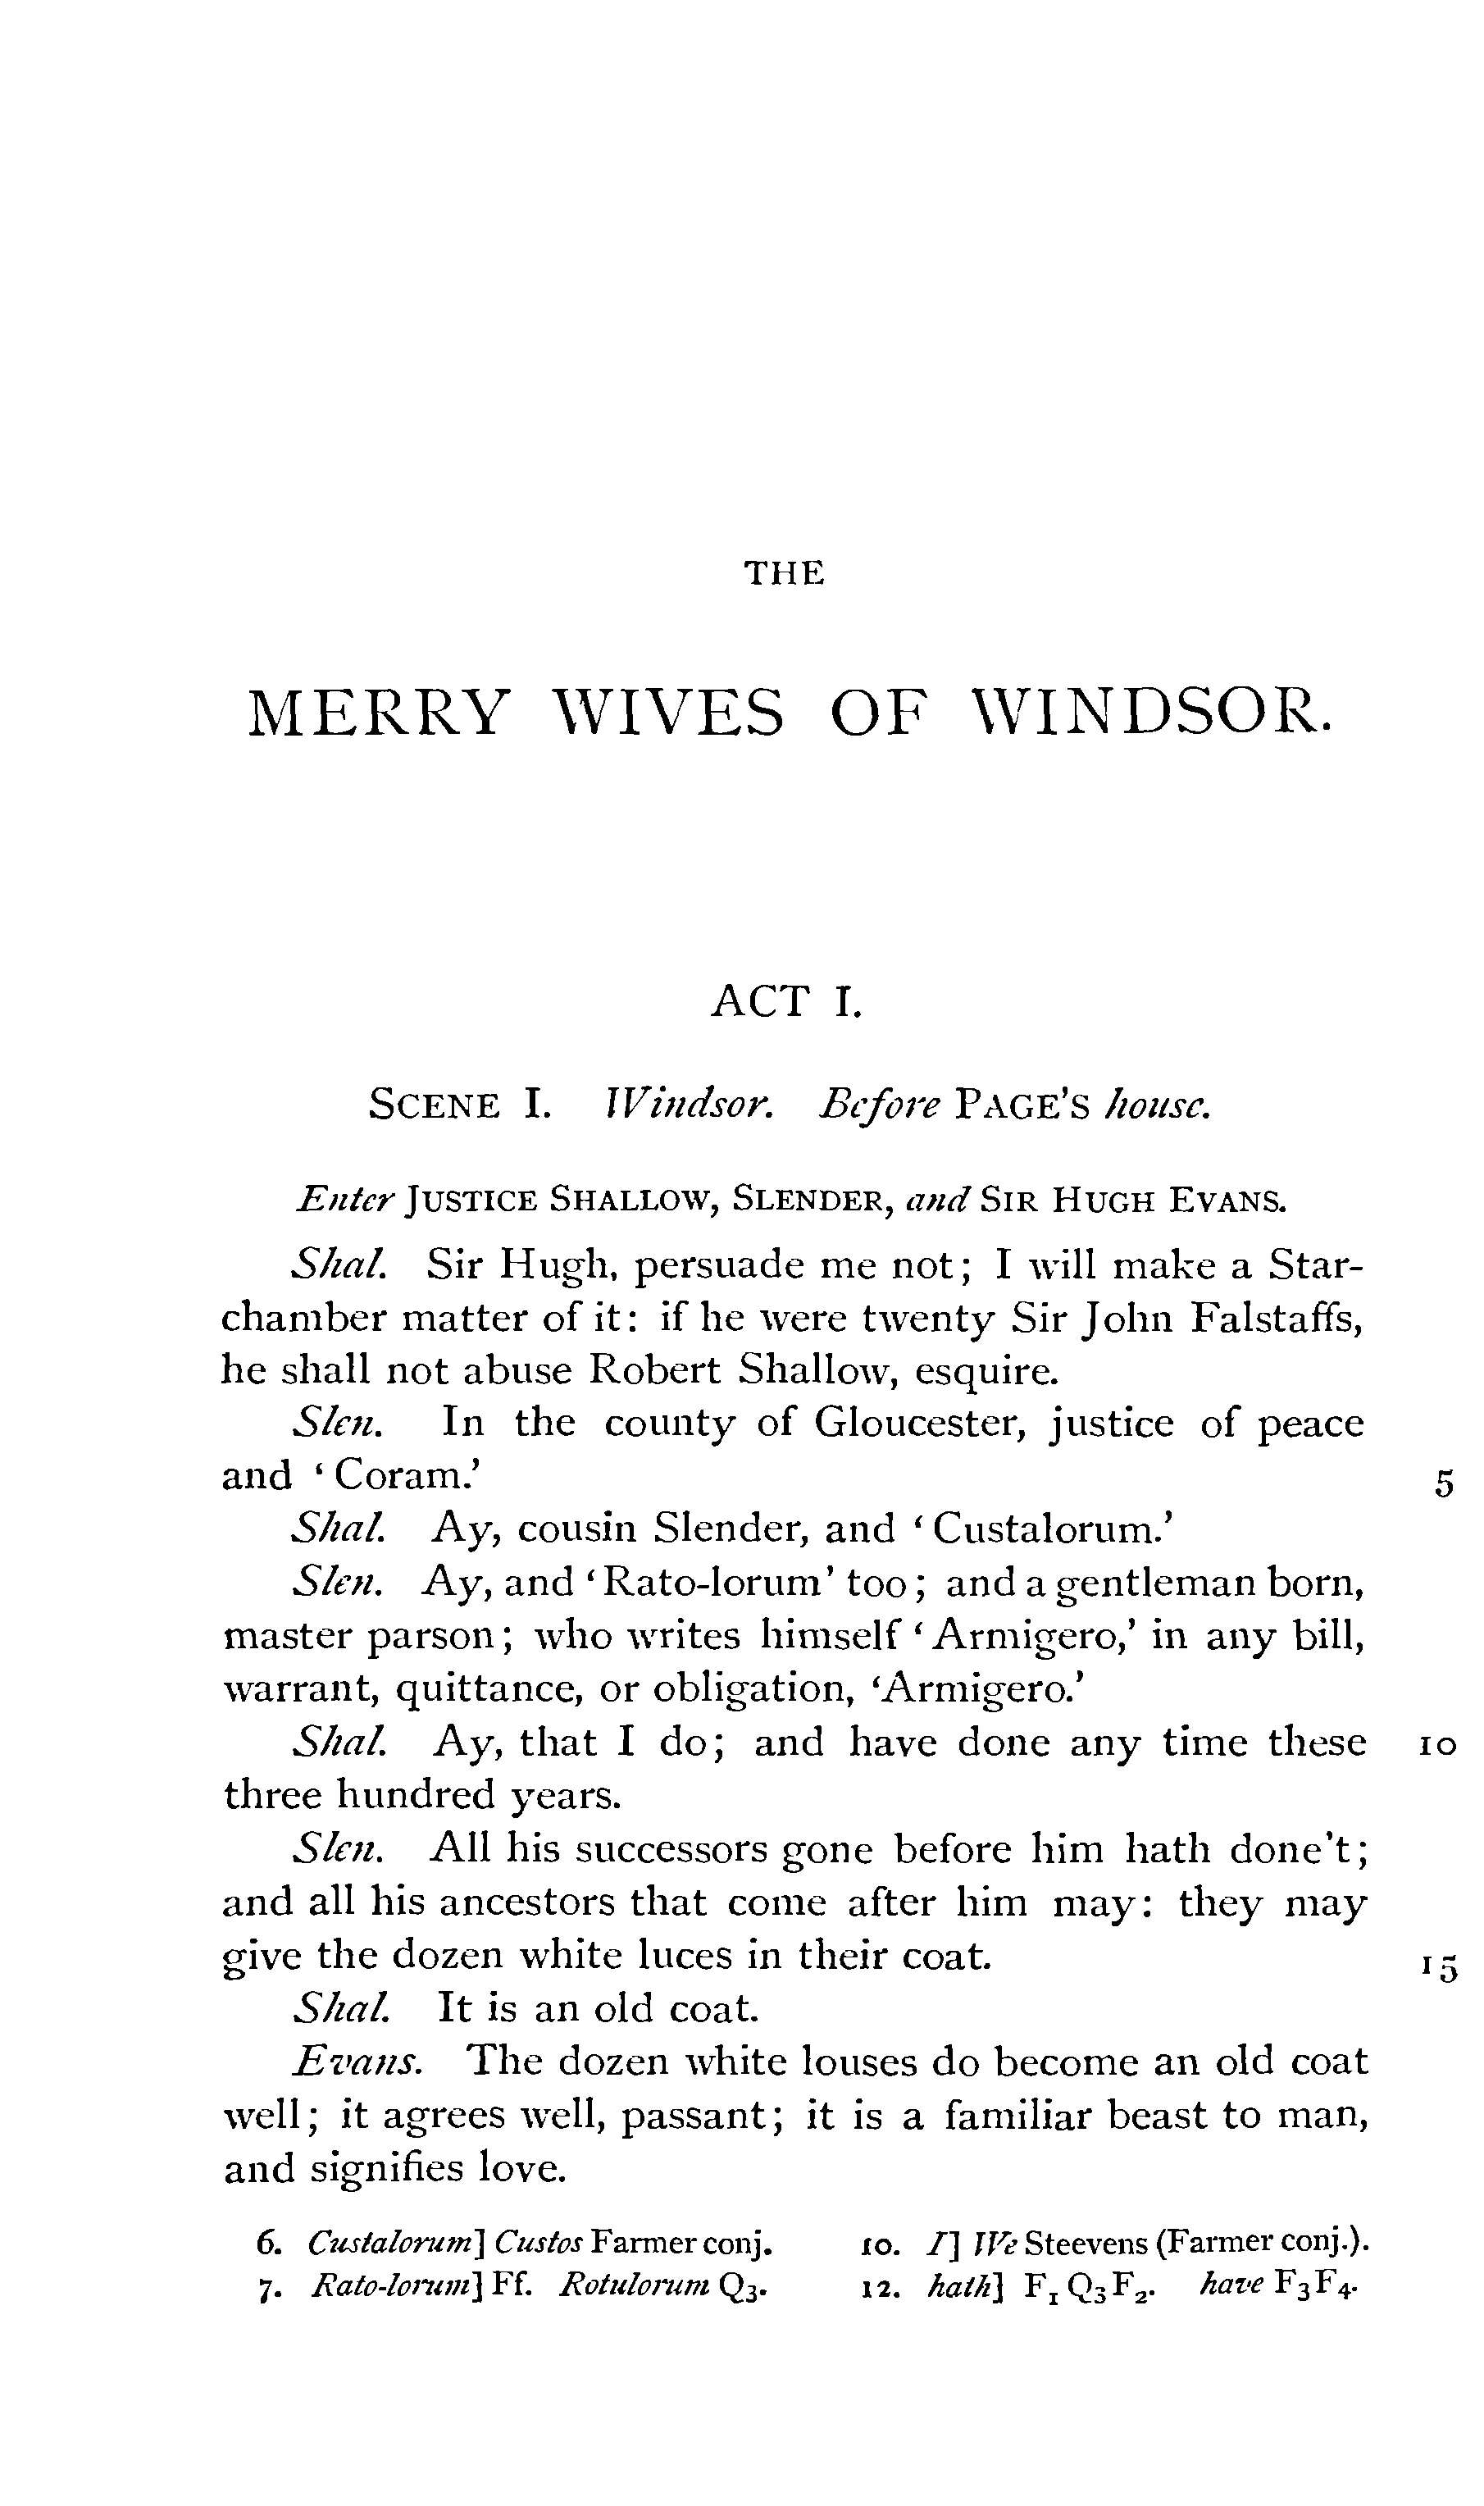 THE
MERRY WIVES OF WINDSOR.
ACT I.
SCENE I. Windsor. Before PAGE'S house.
Enter JUSTICE SHALLOW, SLENDER, and SIR HUGH EVANS.
Shal. Sir Hugh, persuade me not; I will make a Star-
chamber matter of it: if he were twenty Sir John Falstaffs,
he shall not abuse Robert Shallow, esquire.
Slen. In the county of Gloucester, justice of peace
and ‘Coram.’ 5
Shal. Ay, cousin Slender, and ‘Custalorum.’
Slen. Ay, and ‘Rato-lorum’ too; and a gentleman born,
master parson; who writes himself ‘Armigero,’ in any bill,
warrant, quittance, or obligation, ‘Armigero.’
Shal. Ay, that I do; and have done any time these 10
three hundred years.
Slen. All his successors gone before him hath done't;
and all his ancestors that come after him may: they may
give the dozen white luces in their coat. 15
Shal. It is an old coat.
Evans. The dozen white louses do become an old coat
well; it agrees well, passant; it is a familiar beast to man,
and signifies love.
6. Custalorum] Custos Farmer conj. 10. I] We Steevens (Farmer conj.).
7. Rato-lorum] Ff. Rotulorum Q3. 12. hath] F1 Q3 F2. have F3 F4.